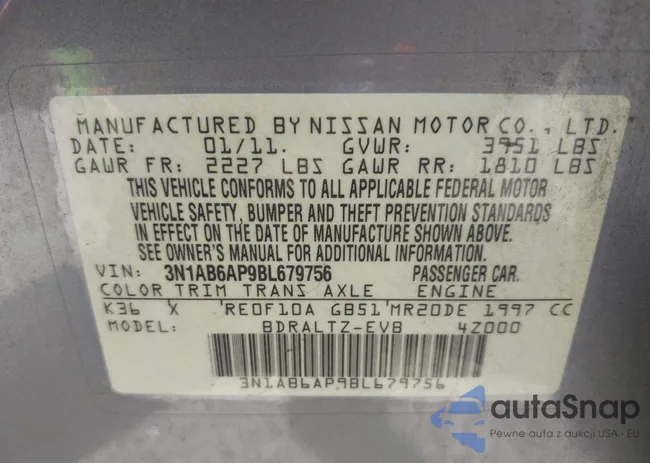 MANUFACTURED BY NISSAN MOTOR CO., LTD.
DATE: 01/11. GVWR: 3951 LBS
GAWR FR: 2227 LBS GAWR RR: 1810 LBS
THIS VEHICLE CONFORMS TO ALL APPLICABLE FEDERAL MOTOR
VEHICLE SAFETY, BUMPER AND THEFT PREVENTION STANDARDS
IN EFFECT ON THE DATE OF MANUFACTURE SHOWN ABOVE.
SEE OWNER'S MANUAL FOR ADDITIONAL INFORMATION.
VIN: 3N1AB6AP9BL679756 PASSENGER CAR.
COLOR TRIM TRANS AXLE ENGINE
K36 X RE0F10A GB51 MR20DE 1997 CC
MODEL: BDRALTZ-EVB 4Z000
3N1AB6AP9BL679756
autaSnap
Pewne auta z aukcji USA · EU